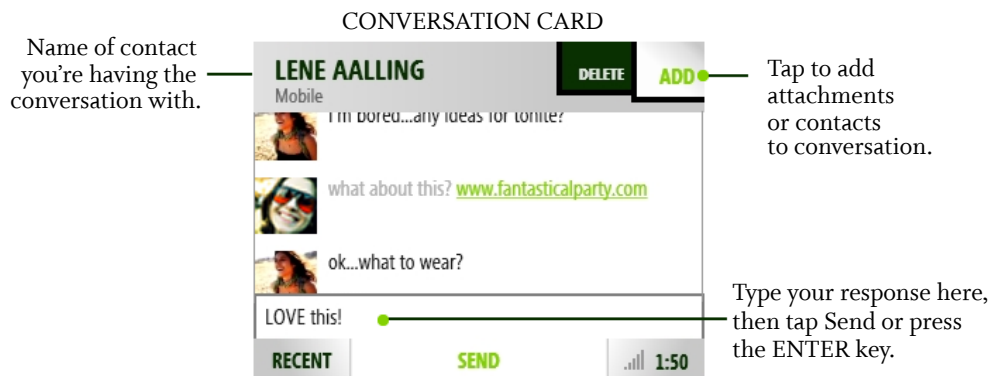 CONVERSATION CARD
Name of contact
you're having the
conversation with.
LENE AALLING
Mobile
DELETE
ADD
Tap to add
attachments
or contacts
to conversation.
I'm bored...any ideas for tonite?
what about this? www.fantasticalparty.com
ok...what to wear?
LOVE this!
Type your response here,
then tap Send or press
the ENTER key.
RECENT
SEND
1:50